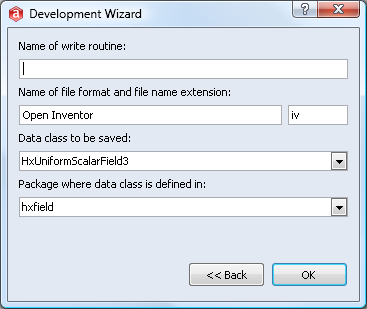 Development Wizard
Name of write routine:
Name of file format and file name extension:
Open Inventor iv
Data class to be saved:
HxUniformScalarField3
Package where data class is defined in:
hxfield
<< Back OK